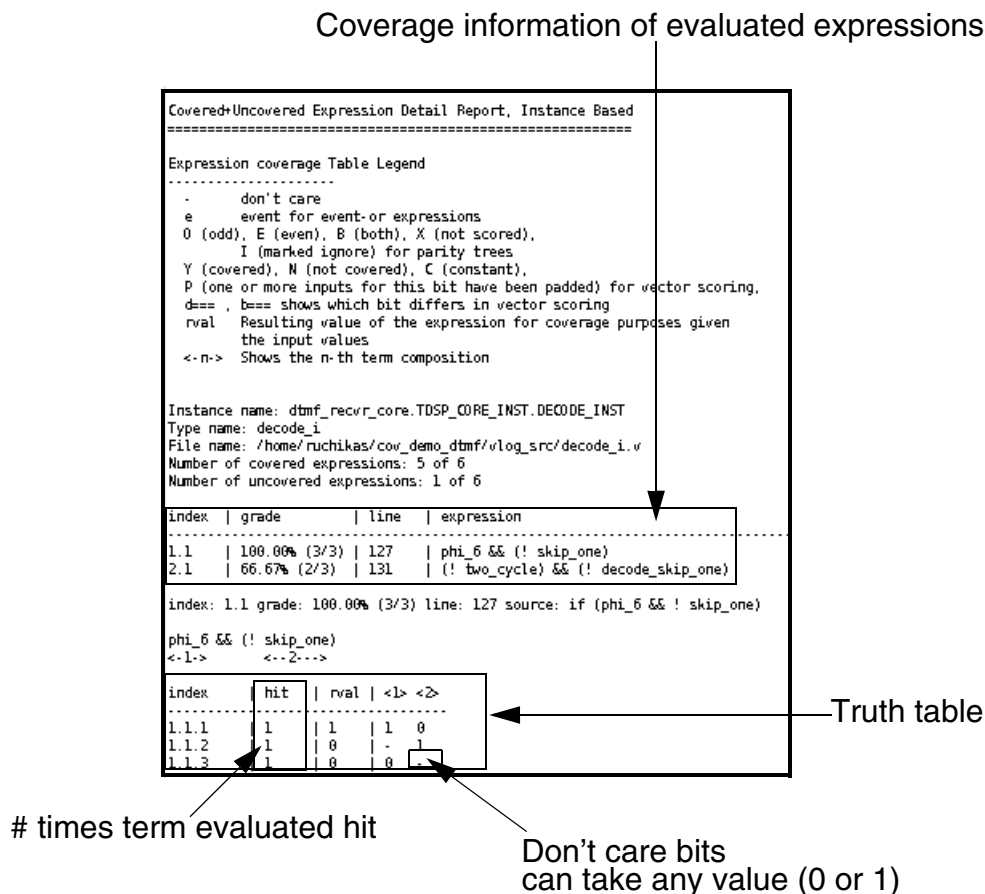 Coverage information of evaluated expressions
Covered+Uncovered Expression Detail Report, Instance Based
==========================================================
Expression coverage Table Legend
---------------------
- don't care
e event for event-or expressions
O (odd), E (even), B (both), X (not scored),
I (marked ignore) for parity trees
Y (covered), N (not covered), C (constant),
P (one or more inputs for this bit have been padded) for vector scoring,
d=== , b=== shows which bit differs in vector scoring
rval Resulting value of the expression for coverage purposes given
the input values
<-n-> Shows the n-th term composition
Instance name: dtmf_recvr_core.TDSP_CORE_INST.DECODE_INST
Type name: decode_i
File name: /home/ruchikas/cov_demo_dtmf/vlog_src/decode_i.v
Number of covered expressions: 5 of 6
Number of uncovered expressions: 1 of 6
index | grade | line | expression
------------------------------------------------------------------------------
1.1 | 100.00% (3/3) | 127 | phi_6 && (! skip_one)
2.1 | 66.67% (2/3) | 131 | (! two_cycle) && (! decode_skip_one)
index: 1.1 grade: 100.00% (3/3) line: 127 source: if (phi_6 && ! skip_one)
phi_6 && (! skip_one)
<-1-> <--2--->
index | hit | rval | <1> <2>
-----------------------------------
1.1.1 | 1 | 1 | 1 0
1.1.2 | 1 | 0 | - 1
1.1.3 | 1 | 0 | 0 -
Truth table
# times term evaluated hit
Don't care bits
can take any value (0 or 1)